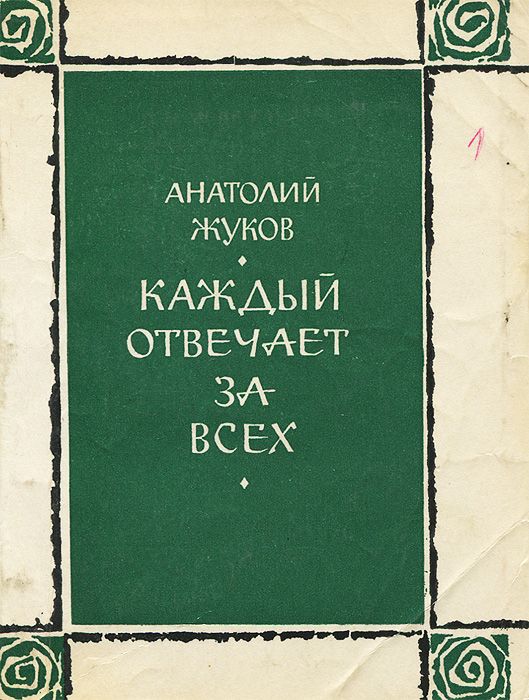 АНАТОЛИЙ
ЖУКОВ
КАЖДЫЙ
ОТВЕЧАЕТ
ЗА
ВСЕХ
1